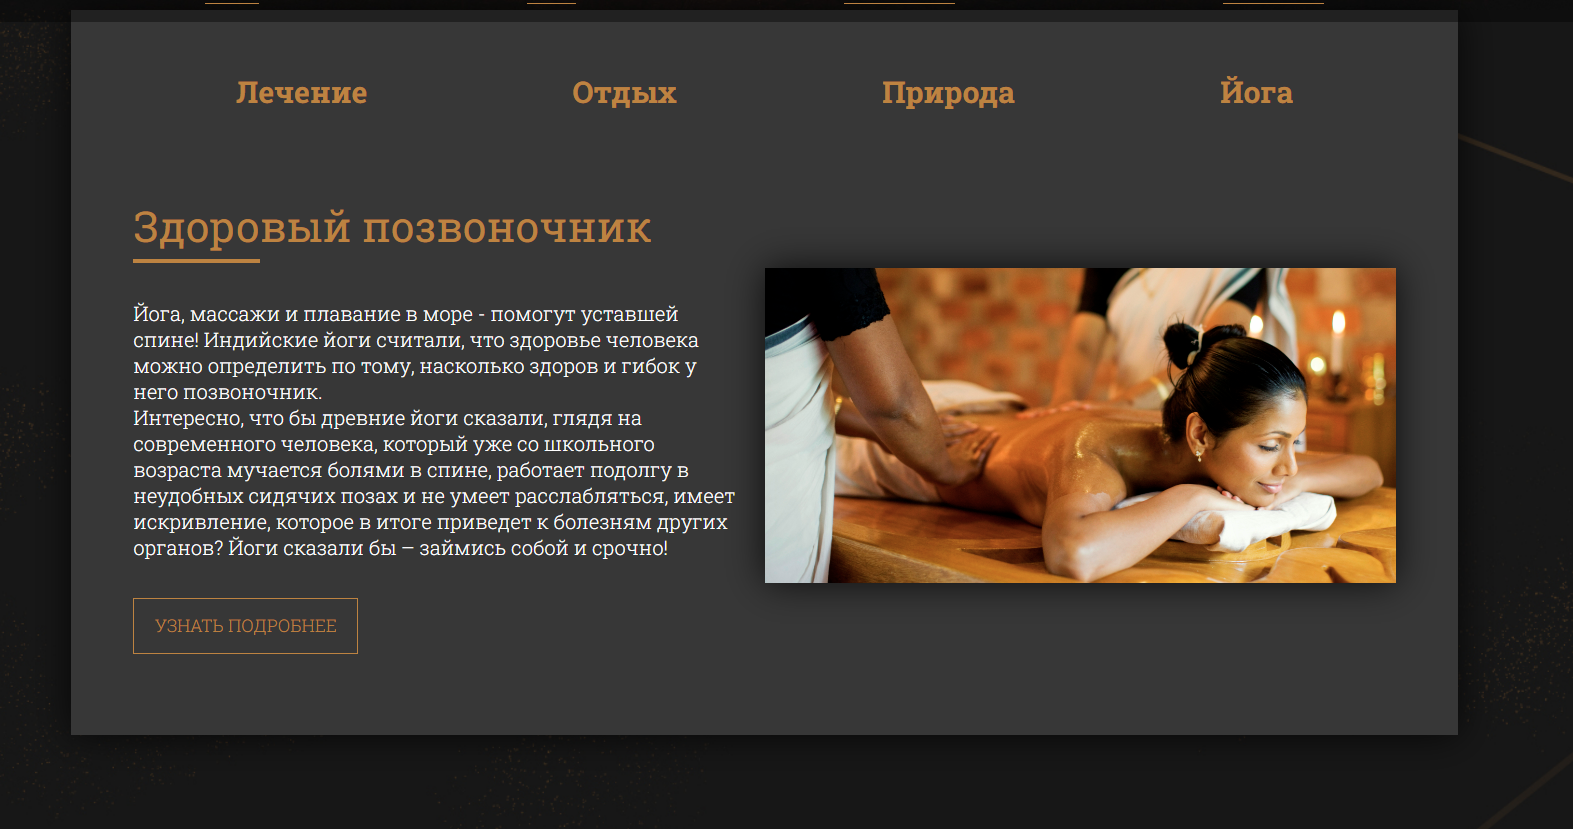 Лечение
Отдых
Природа
Йога
Здоровый позвоночник
Йога, массажи и плавание в море - помогут уставшей
спине! Индийские йоги считали, что здоровье человека
можно определить по тому, насколько здоров и гибок у
него позвоночник.
Интересно, что бы древние йоги сказали, глядя на
современного человека, который уже со школьного
возраста мучается болями в спине, работает подолгу в
неудобных сидячих позах и не умеет расслабляться, имеет
искривление, которое в итоге приведет к болезням других
органов? Йоги сказали бы – займись собой и срочно!
УЗНАТЬ ПОДРОБНЕЕ